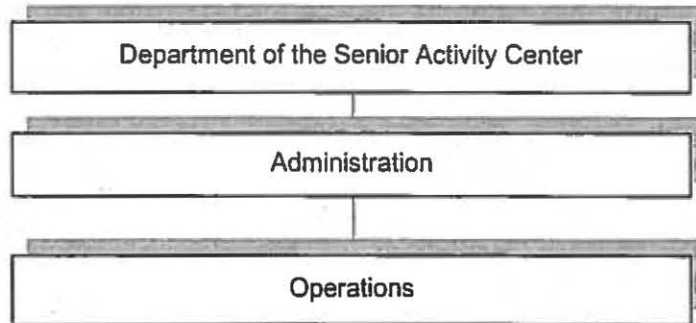 Department of the Senior Activity Center
Administration
Operations